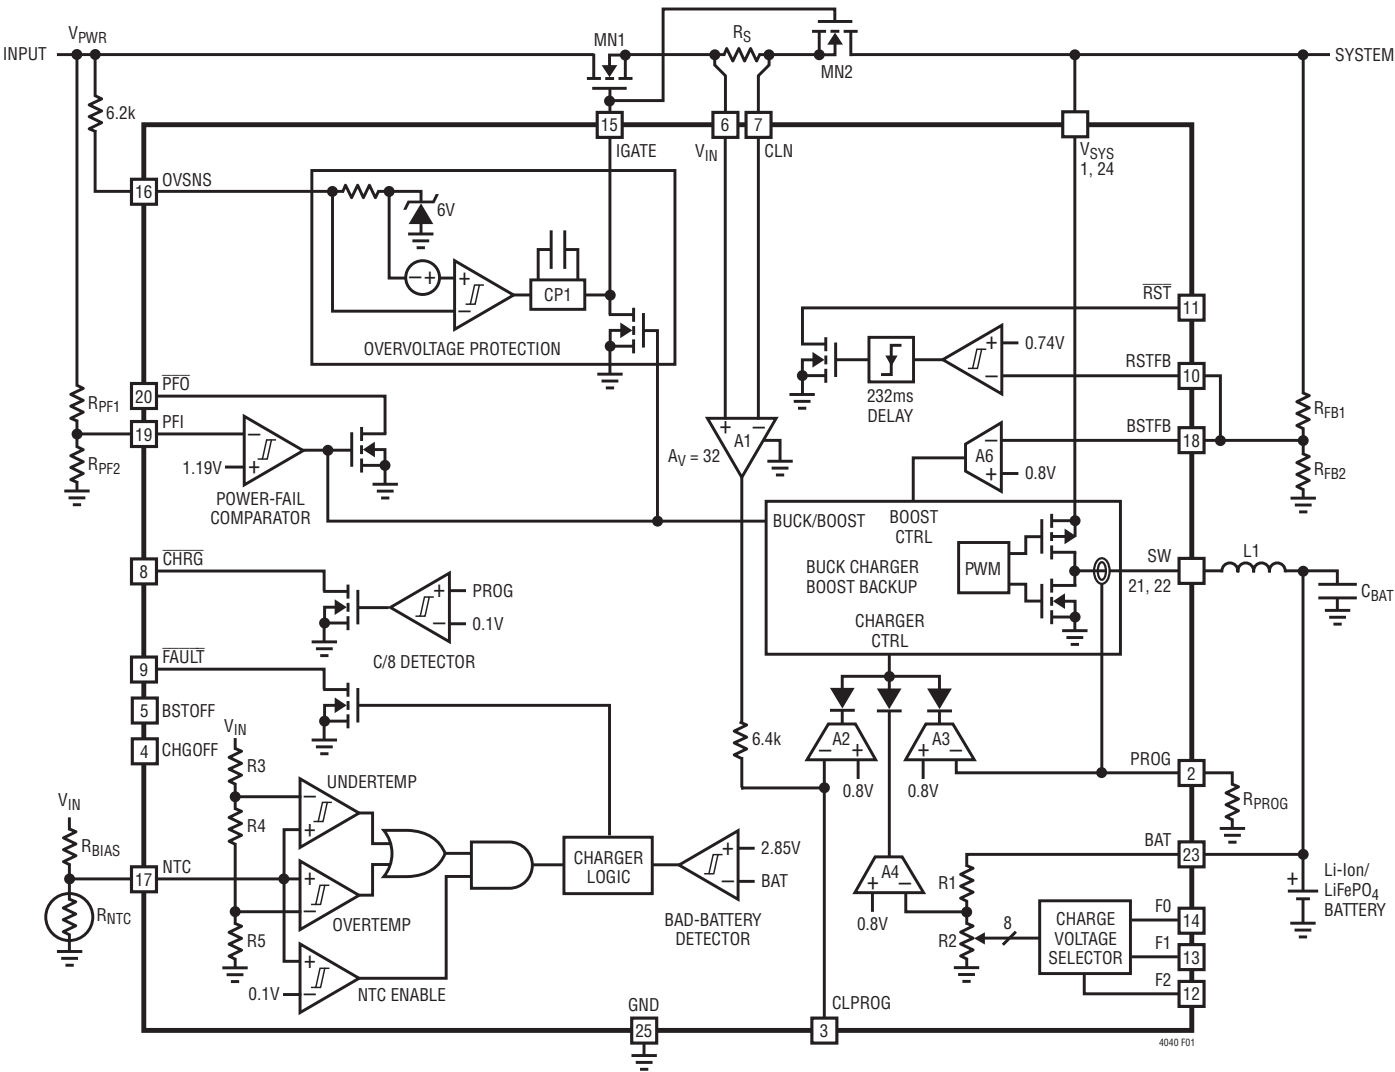 INPUT
VPWR
MN1
RS
MN2
SYSTEM
6.2k
15
6
7
IGATE
VIN
CLN
VSYS
1, 24
16
OVSNS
6V
−+
+
−
CP1
OVERVOLTAGE PROTECTION
RST
11
+
0.74V
−
RSTFB
10
232ms
DELAY
RPF1
PFO
20
PFI
19
RPF2
−
+
1.19V
POWER-FAIL
COMPARATOR
+ −
A1
AV = 32
BSTFB
18
−
A6
+
0.8V
RFB1
RFB2
BUCK/BOOST
BOOST
CTRL
BUCK CHARGER
BOOST BACKUP
PWM
CHARGER
CTRL
SW
21, 22
L1
CBAT
8
CHRG
+
PROG
−
0.1V
C/8 DETECTOR
9
FAULT
5
BSTOFF
4
CHGOFF
VIN
R3
R4
R5
UNDERTEMP
−
+
+
−
OVERTEMP
+
−
0.1V
NTC ENABLE
VIN
RBIAS
17
NTC
RNTC
CHARGER
LOGIC
+
2.85V
−
BAT
BAD-BATTERY
DETECTOR
6.4k
A2
− +
0.8V
A3
+ −
0.8V
A4
+ −
0.8V
PROG
2
RPROG
BAT
23
R1
R2
8
CHARGE
VOLTAGE
SELECTOR
F0
14
F1
13
F2
12
+
Li-Ion/
LiFePO4
BATTERY
GND
25
CLPROG
3
4040 F01